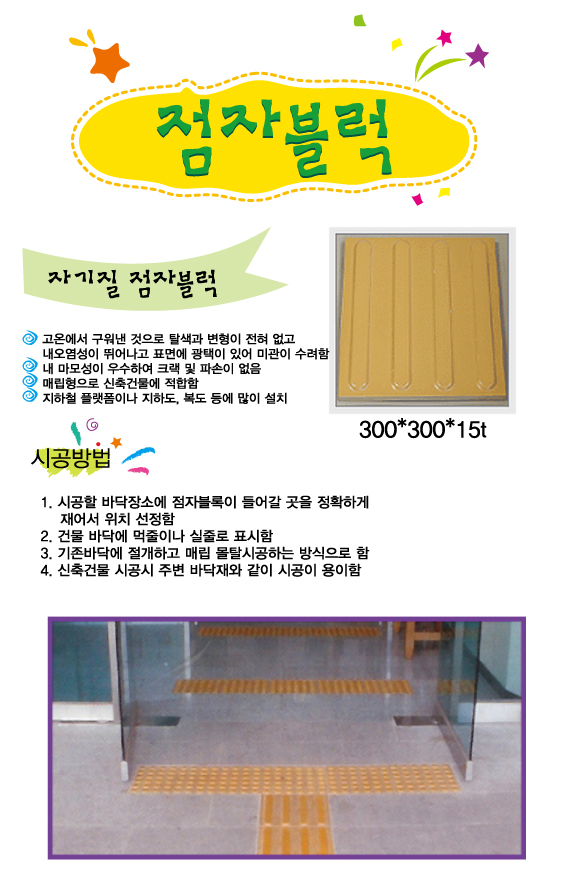 점자블럭
자기질 점자블럭
고온에서 구워낸 것으로 탈색과 변형이 전혀 없고
내오염성이 뛰어나고 표면에 광택이 있어 미관이 수려함
내 마모성이 우수하여 크랙 및 파손이 없음
매립형으로 신축건물에 적합함
지하철 플랫폼이나 지하도, 복도 등에 많이 설치
300*300*15t
시공방법
1. 시공할 바닥장소에 점자블록이 들어갈 곳을 정확하게
재어서 위치 선정함
2. 건물 바닥에 먹줄이나 실줄로 표시함
3. 기존바닥에 절개하고 매립 몰탈시공하는 방식으로 함
4. 신축건물 시공시 주변 바닥재와 같이 시공이 용이함